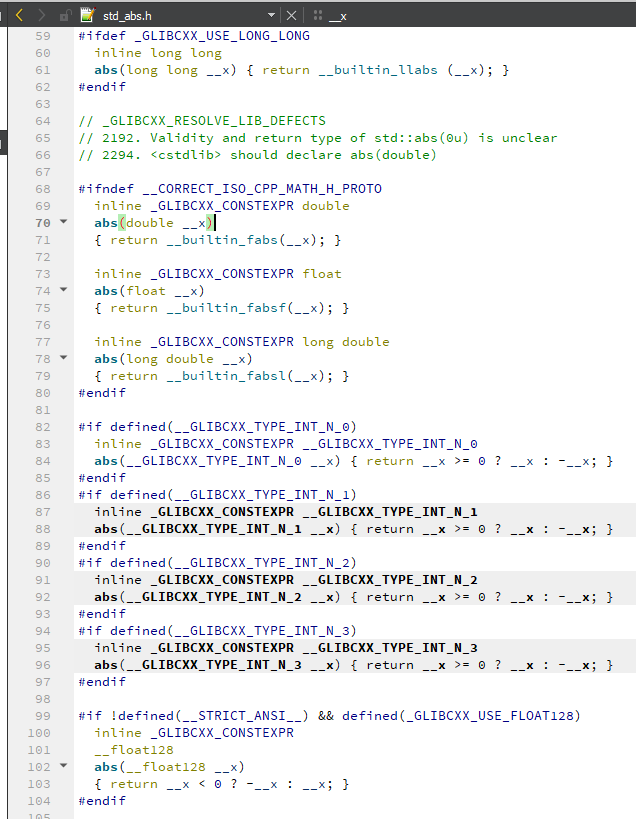 std_abs.h __x
59 #ifdef _GLIBCXX_USE_LONG_LONG
60   inline long long
61   abs(long long __x) { return __builtin_llabs (__x); }
62 #endif
63
64 // _GLIBCXX_RESOLVE_LIB_DEFECTS
65 // 2192. Validity and return type of std::abs(0u) is unclear
66 // 2294. <cstdlib> should declare abs(double)
67
68 #ifndef __CORRECT_ISO_CPP_MATH_H_PROTO
69   inline _GLIBCXX_CONSTEXPR double
70   abs(double __x)
71   { return __builtin_fabs(__x); }
72
73   inline _GLIBCXX_CONSTEXPR float
74   abs(float __x)
75   { return __builtin_fabsf(__x); }
76
77   inline _GLIBCXX_CONSTEXPR long double
78   abs(long double __x)
79   { return __builtin_fabsl(__x); }
80 #endif
81
82 #if defined(__GLIBCXX_TYPE_INT_N_0)
83   inline _GLIBCXX_CONSTEXPR __GLIBCXX_TYPE_INT_N_0
84   abs(__GLIBCXX_TYPE_INT_N_0 __x) { return __x >= 0 ? __x : -__x; }
85 #endif
86 #if defined(__GLIBCXX_TYPE_INT_N_1)
87   inline _GLIBCXX_CONSTEXPR __GLIBCXX_TYPE_INT_N_1
88   abs(__GLIBCXX_TYPE_INT_N_1 __x) { return __x >= 0 ? __x : -__x; }
89 #endif
90 #if defined(__GLIBCXX_TYPE_INT_N_2)
91   inline _GLIBCXX_CONSTEXPR __GLIBCXX_TYPE_INT_N_2
92   abs(__GLIBCXX_TYPE_INT_N_2 __x) { return __x >= 0 ? __x : -__x; }
93 #endif
94 #if defined(__GLIBCXX_TYPE_INT_N_3)
95   inline _GLIBCXX_CONSTEXPR __GLIBCXX_TYPE_INT_N_3
96   abs(__GLIBCXX_TYPE_INT_N_3 __x) { return __x >= 0 ? __x : -__x; }
97 #endif
98
99 #if !defined(__STRICT_ANSI__) && defined(_GLIBCXX_USE_FLOAT128)
100   inline _GLIBCXX_CONSTEXPR
101   __float128
102   abs(__float128 __x)
103   { return __x < 0 ? -__x : __x; }
104 #endif
105